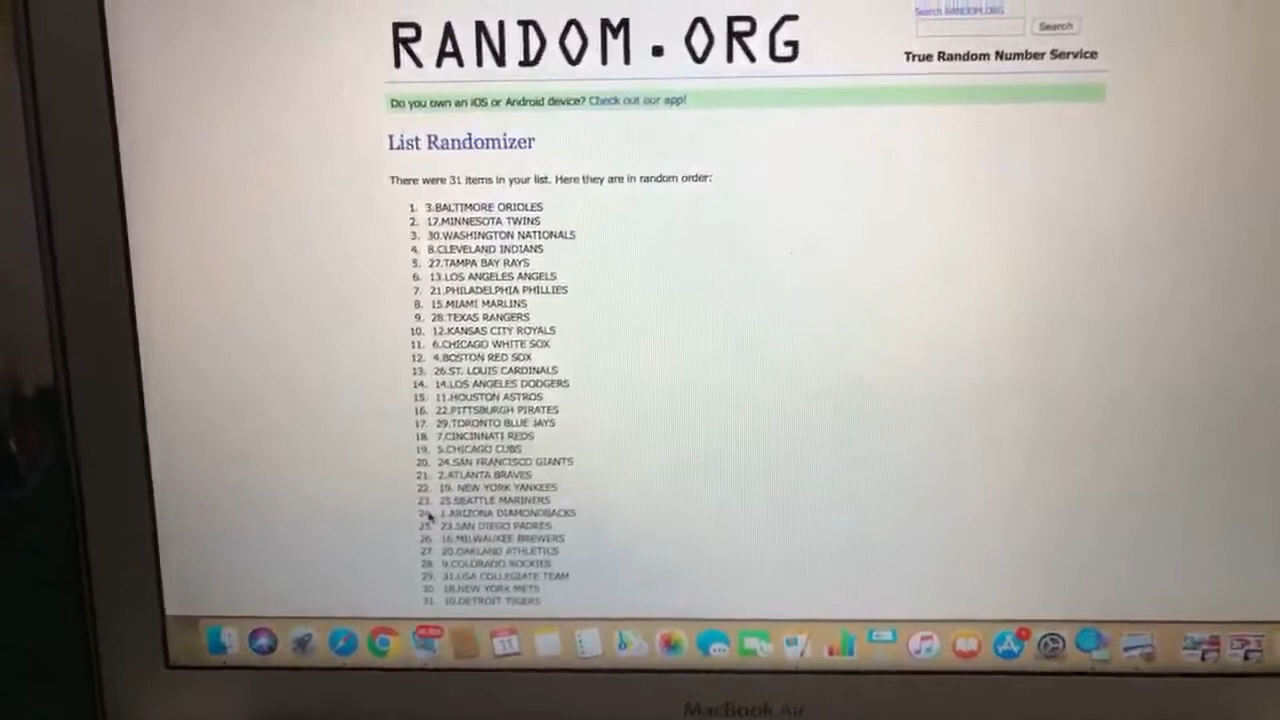 Search RANDOM.ORG
RANDOM.ORG
Search
True Random Number Service
Do you own an iOS or Android device? Check out our app!
List Randomizer
There were 31 items in your list. Here they are in random order:
1. 3.BALTIMORE ORIOLES
2. 17.MINNESOTA TWINS
3. 30.WASHINGTON NATIONALS
4. 8.CLEVELAND INDIANS
5. 27.TAMPA BAY RAYS
6. 13.LOS ANGELES ANGELS
7. 21.PHILADELPHIA PHILLIES
8. 15.MIAMI MARLINS
9. 28.TEXAS RANGERS
10. 12.KANSAS CITY ROYALS
11. 6.CHICAGO WHITE SOX
12. 4.BOSTON RED SOX
13. 26.ST. LOUIS CARDINALS
14. 14.LOS ANGELES DODGERS
15. 11.HOUSTON ASTROS
16. 22.PITTSBURGH PIRATES
17. 29.TORONTO BLUE JAYS
18. 7.CINCINNATI REDS
19. 5.CHICAGO CUBS
20. 24.SAN FRANCISCO GIANTS
21. 2.ATLANTA BRAVES
22. 19. NEW YORK YANKEES
23. 25.SEATTLE MARINERS
24. 1.ARIZONA DIAMONDBACKS
25. 23.SAN DIEGO PADRES
26. 16.MILWAUKEE BREWERS
27. 20.OAKLAND ATHLETICS
28. 9.COLORADO ROCKIES
29. 31.USA COLLEGIATE TEAM
30. 18.NEW YORK METS
31. 10.DETROIT TIGERS
11
MacBook Air